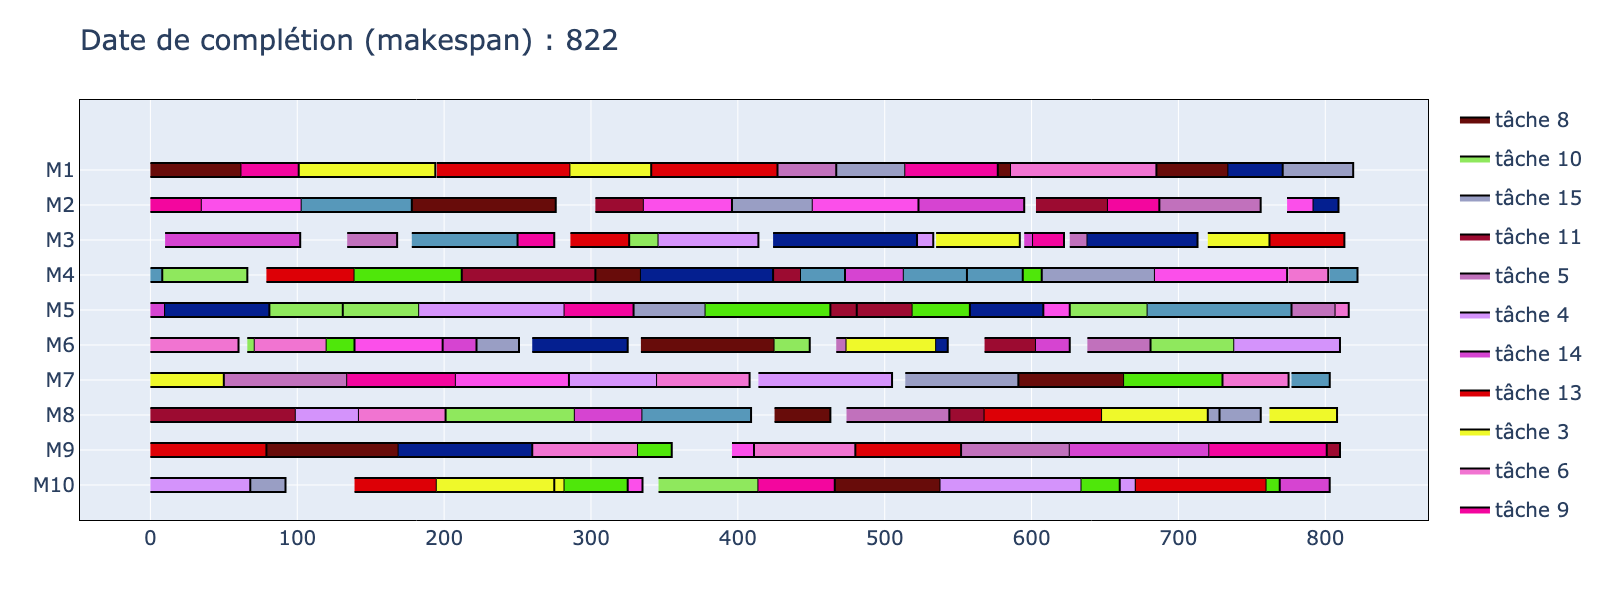 Date de complétion (makespan) : 822
M1
M2
M3
M4
M5
M6
M7
M8
M9
M10
0 100 200 300 400 500 600 700 800
tâche 8
tâche 10
tâche 15
tâche 11
tâche 5
tâche 4
tâche 14
tâche 13
tâche 3
tâche 6
tâche 9